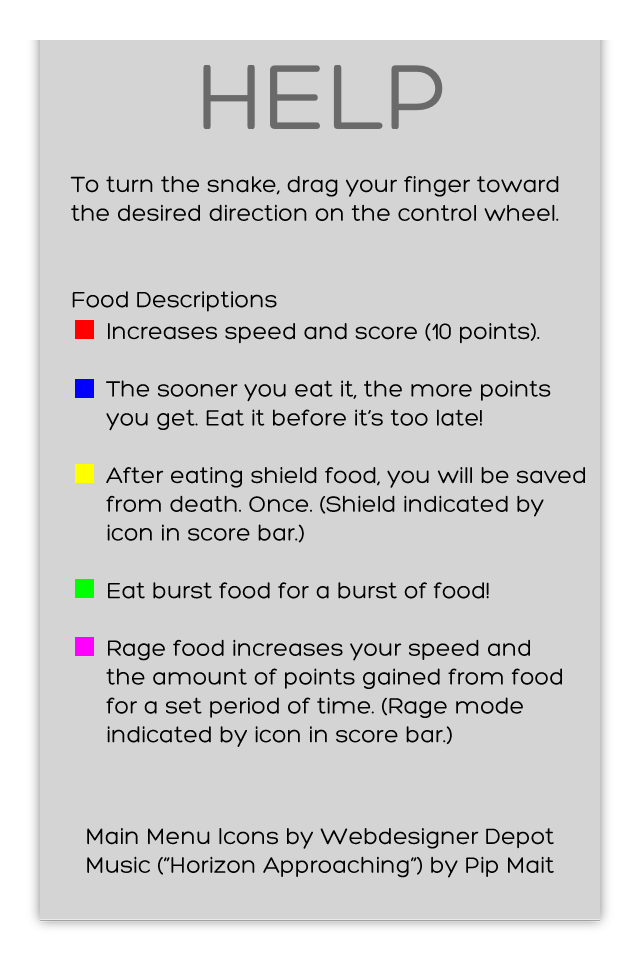 HELP
To turn the snake, drag your finger toward
the desired direction on the control wheel.
Food Descriptions
Increases speed and score (10 points).
The sooner you eat it, the more points
you get. Eat it before it's too late!
After eating shield food, you will be saved
from death. Once. (Shield indicated by
icon in score bar.)
Eat burst food for a burst of food!
Rage food increases your speed and
the amount of points gained from food
for a set period of time. (Rage mode
indicated by icon in score bar.)
Main Menu Icons by Webdesigner Depot
Music ("Horizon Approaching") by Pip Mait